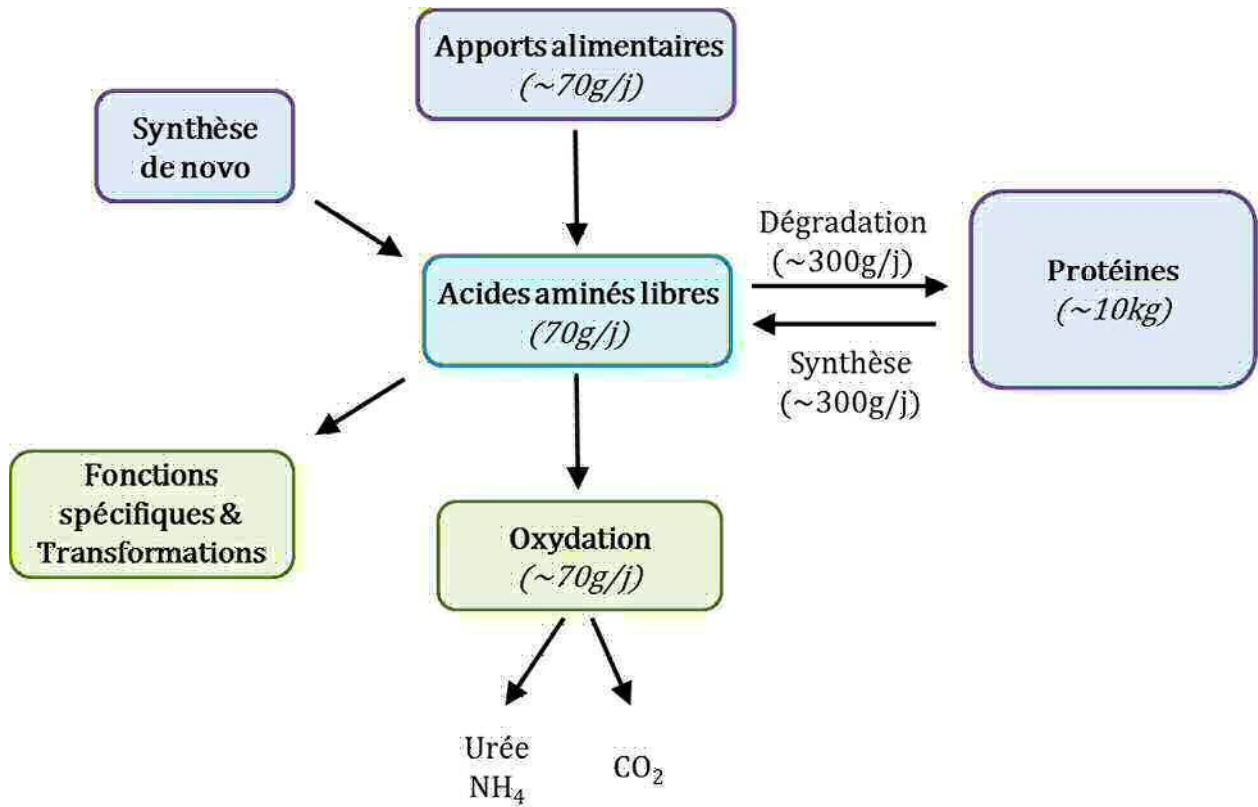 Apports alimentaires
(~70g/j)
Synthèse
de novo
Dégradation
(~300g/j)
Acides aminés libres
(70g/j)
Protéines
(~10kg)
Synthèse
(~300g/j)
Fonctions
spécifiques &
Transformations
Oxydation
(~70g/j)
Urée
NH₄
CO₂